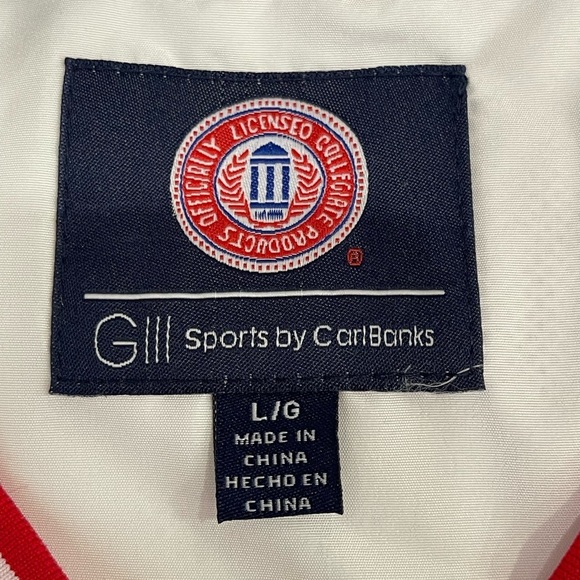 OFFICIALLY LICENSED COLLEGIATE PRODUCTS
®
GIII Sports by CarlBanks
L/G
MADE IN
CHINA
HECHO EN
CHINA